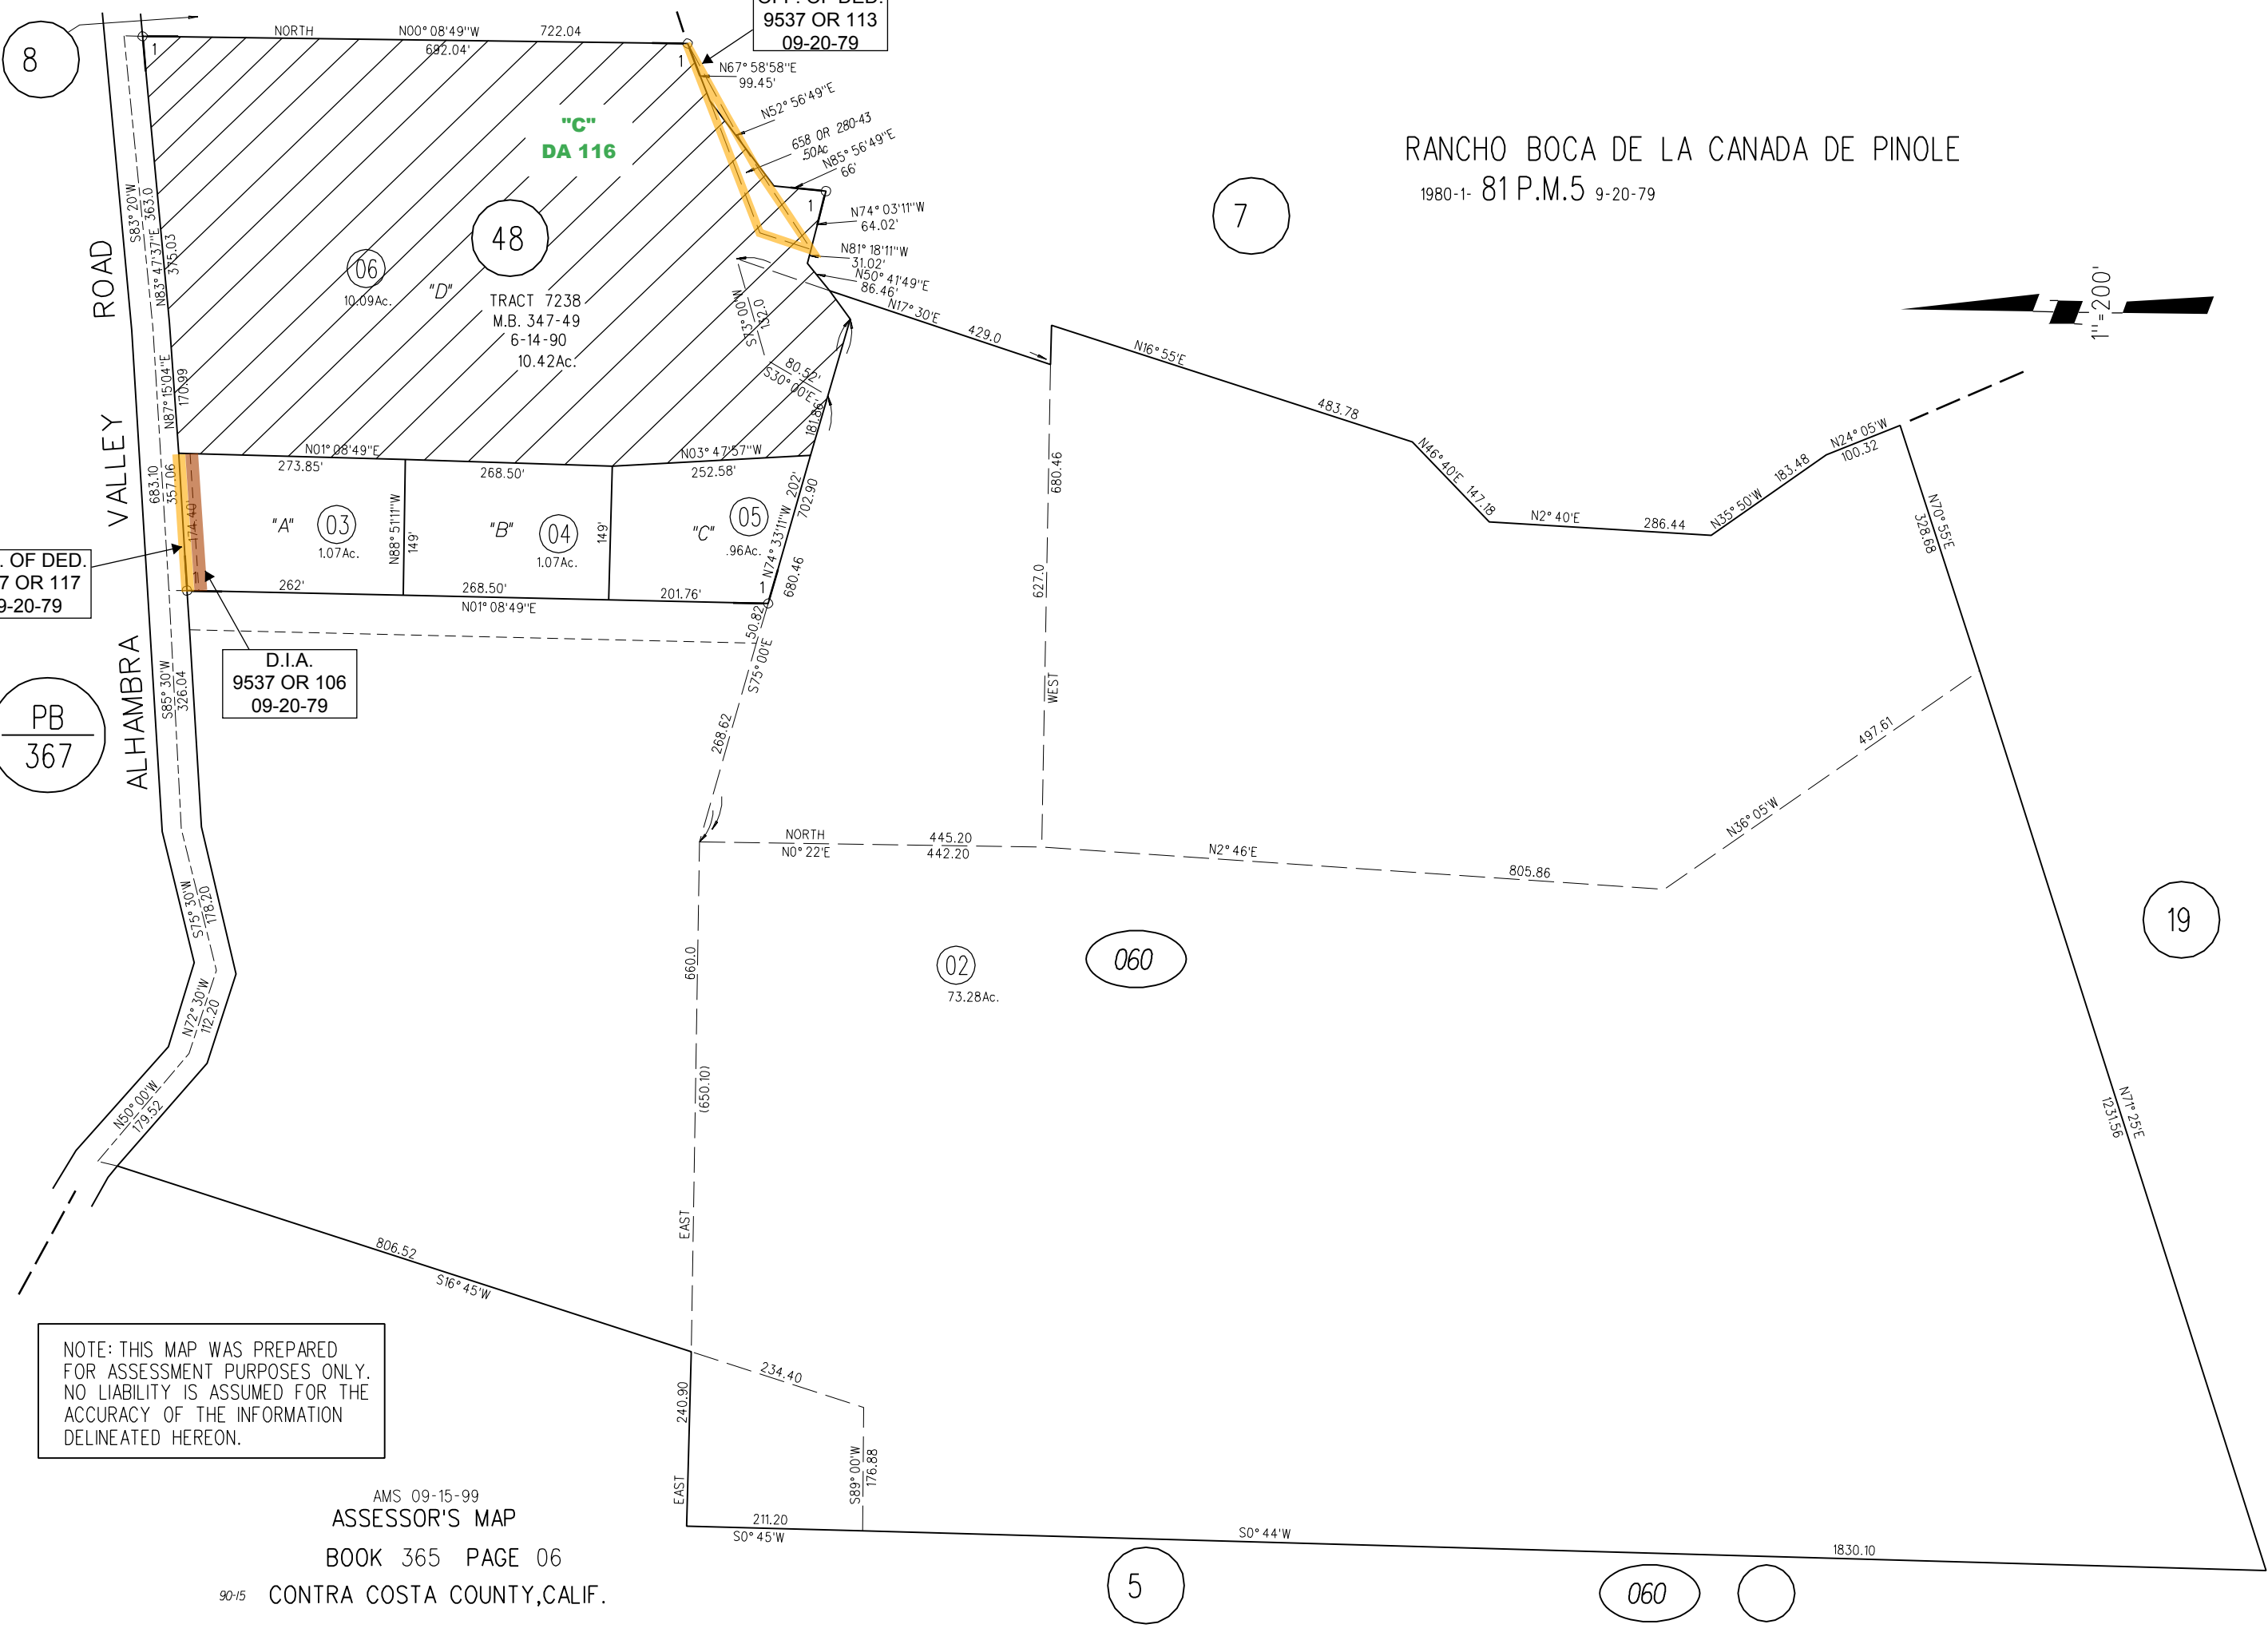 8
NORTH N00°08'49"W 722.04
692.04'
1
1
9537 OR 113
09-20-79
N67°58'58"E
99.45'
N52°56'49"E
658 OR 280-43
.50Ac
N85°56'49"E
66'
1
N74°03'11"W
64.02'
N81°18'11"W
31.02'
N50°41'49"E
86.46'
N17°30'E
429.0
"C"
DA 116
48
06
10.09Ac.
"D"
TRACT 7238
M.B. 347-49
6-14-90
10.42Ac.
S73°00'W
132.0
80.52'
S30°00'E
181.86'
RANCHO BOCA DE LA CANADA DE PINOLE
1980-1- 81 P.M.5 9-20-79
7
1"=200'
S83°20'W
363.0
N83°47'37"E
375.03
N87°15'04"E
170.99
683.10
357.06
174.40'
ALHAMBRA VALLEY ROAD
N01°08'49"E
273.85'
268.50'
N03°47'57"W
252.58'
"A"
03
1.07Ac.
N88°51'11"W
149'
"B"
04
1.07Ac.
149'
"C"
05
.96Ac.
N74°33'11"W 202'
702.90
680.46
1
1
262'
268.50'
201.76'
N01°08'49"E
OF DED.
OR 117
-20-79
D.I.A.
9537 OR 106
09-20-79
PB
367
S85°30'W
326.04
50.82
S75°00'E
268.62
680.46
627.0
WEST
N16°55'E
483.78
N46°40'E
147.18
N2°40'E
286.44
N35°50'W
183.48
N24°05'W
100.32
N70°55'E
328.68
497.61
N36°05'W
NORTH
445.20
N0°22'E
442.20
N2°46'E
805.86
S75°30'W
178.20
N72°30'W
112.20
N50°00'W
179.52
660.0
(650.10)
EAST
02
73.28Ac.
060
19
N71°25'E
1231.56
806.52
S16°45'W
234.40
240.90
EAST
S89°00'W
176.88
211.20
S0°45'W
S0°44'W
1830.10
5
060
NOTE: THIS MAP WAS PREPARED
FOR ASSESSMENT PURPOSES ONLY.
NO LIABILITY IS ASSUMED FOR THE
ACCURACY OF THE INFORMATION
DELINEATED HEREON.
AMS 09-15-99
ASSESSOR'S MAP
BOOK 365 PAGE 06
90-15 CONTRA COSTA COUNTY,CALIF.